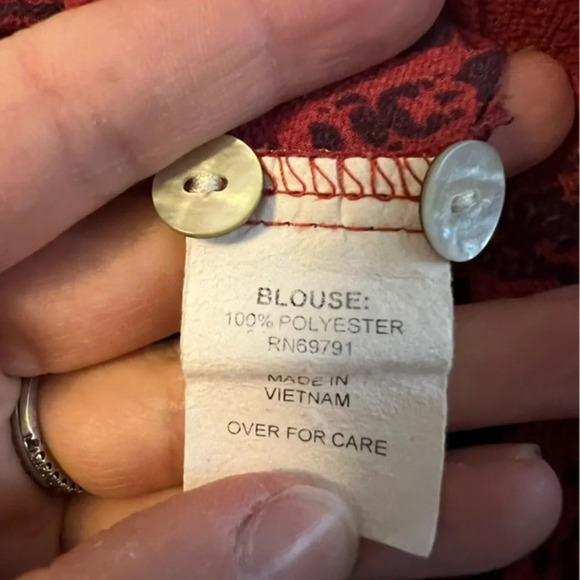 BLOUSE:
100% POLYESTER
RN69791
MADE IN
VIETNAM
OVER FOR CARE